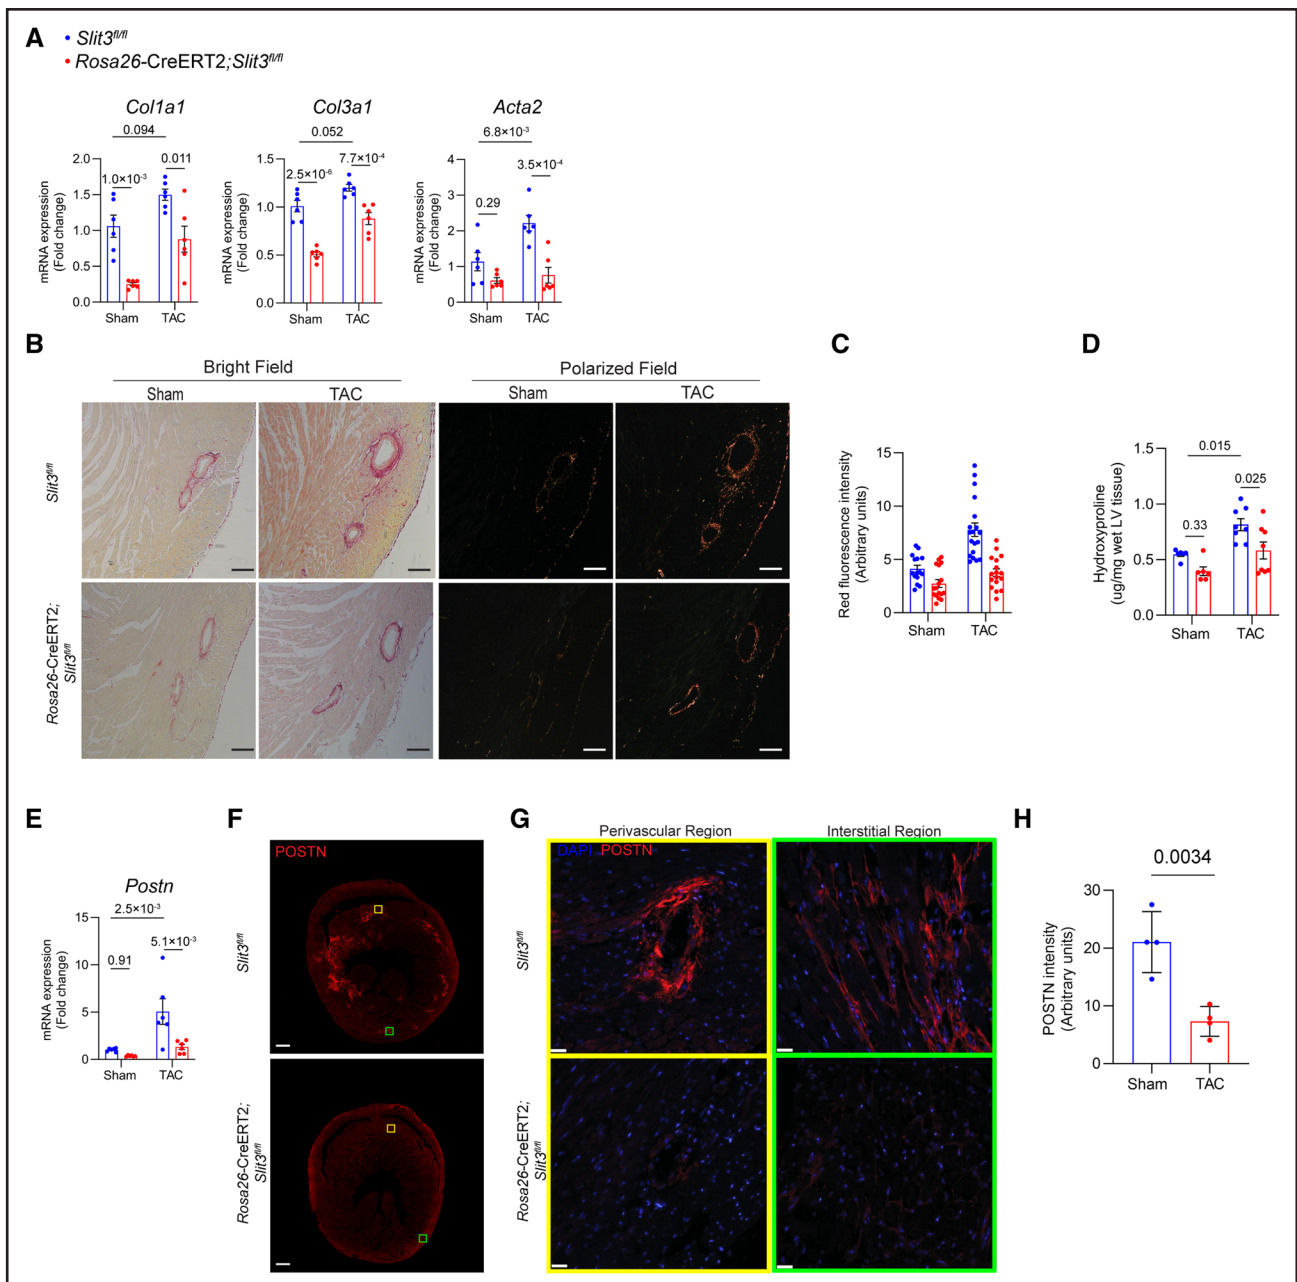 A
Slit3fl/fl
Rosa26-CreERT2;Slit3fl/fl
Col1a1
Col3a1
Acta2
0.094
0.052
6.8×10-3
1.0×10-3
0.011
2.5×10-6
7.7×10-4
0.29
3.5×10-4
mRNA expression
(Fold change)
2.0
1.5
1.0
0.5
0.0
Sham
TAC
mRNA expression
(Fold change)
1.5
1.0
0.5
0.0
Sham
TAC
mRNA expression
(Fold change)
4
3
2
1
0
Sham
TAC
B
Bright Field
Polarized Field
Sham
TAC
Sham
TAC
Slit3fl/fl
Rosa26-CreERT2;
Slit3fl/fl
C
Red fluorescence intensity
(Arbitrary units)
15
10
5
0
Sham
TAC
D
Hydroxyproline
(ug/mg wet LV tissue)
1.5
1.0
0.5
0.0
0.015
0.33
0.025
Sham
TAC
E
Postn
2.5×10-3
0.91
5.1×10-3
mRNA expression
(Fold change)
15
10
5
0
Sham
TAC
F
POSTN
Slit3fl/fl
Rosa26-CreERT2;
Slit3fl/fl
G
Perivascular Region
Interstitial Region
DAPI POSTN
Slit3fl/fl
Rosa26-CreERT2;
Slit3fl/fl
H
0.0034
POSTN intensity
(Arbitrary units)
30
20
10
0
Sham
TAC